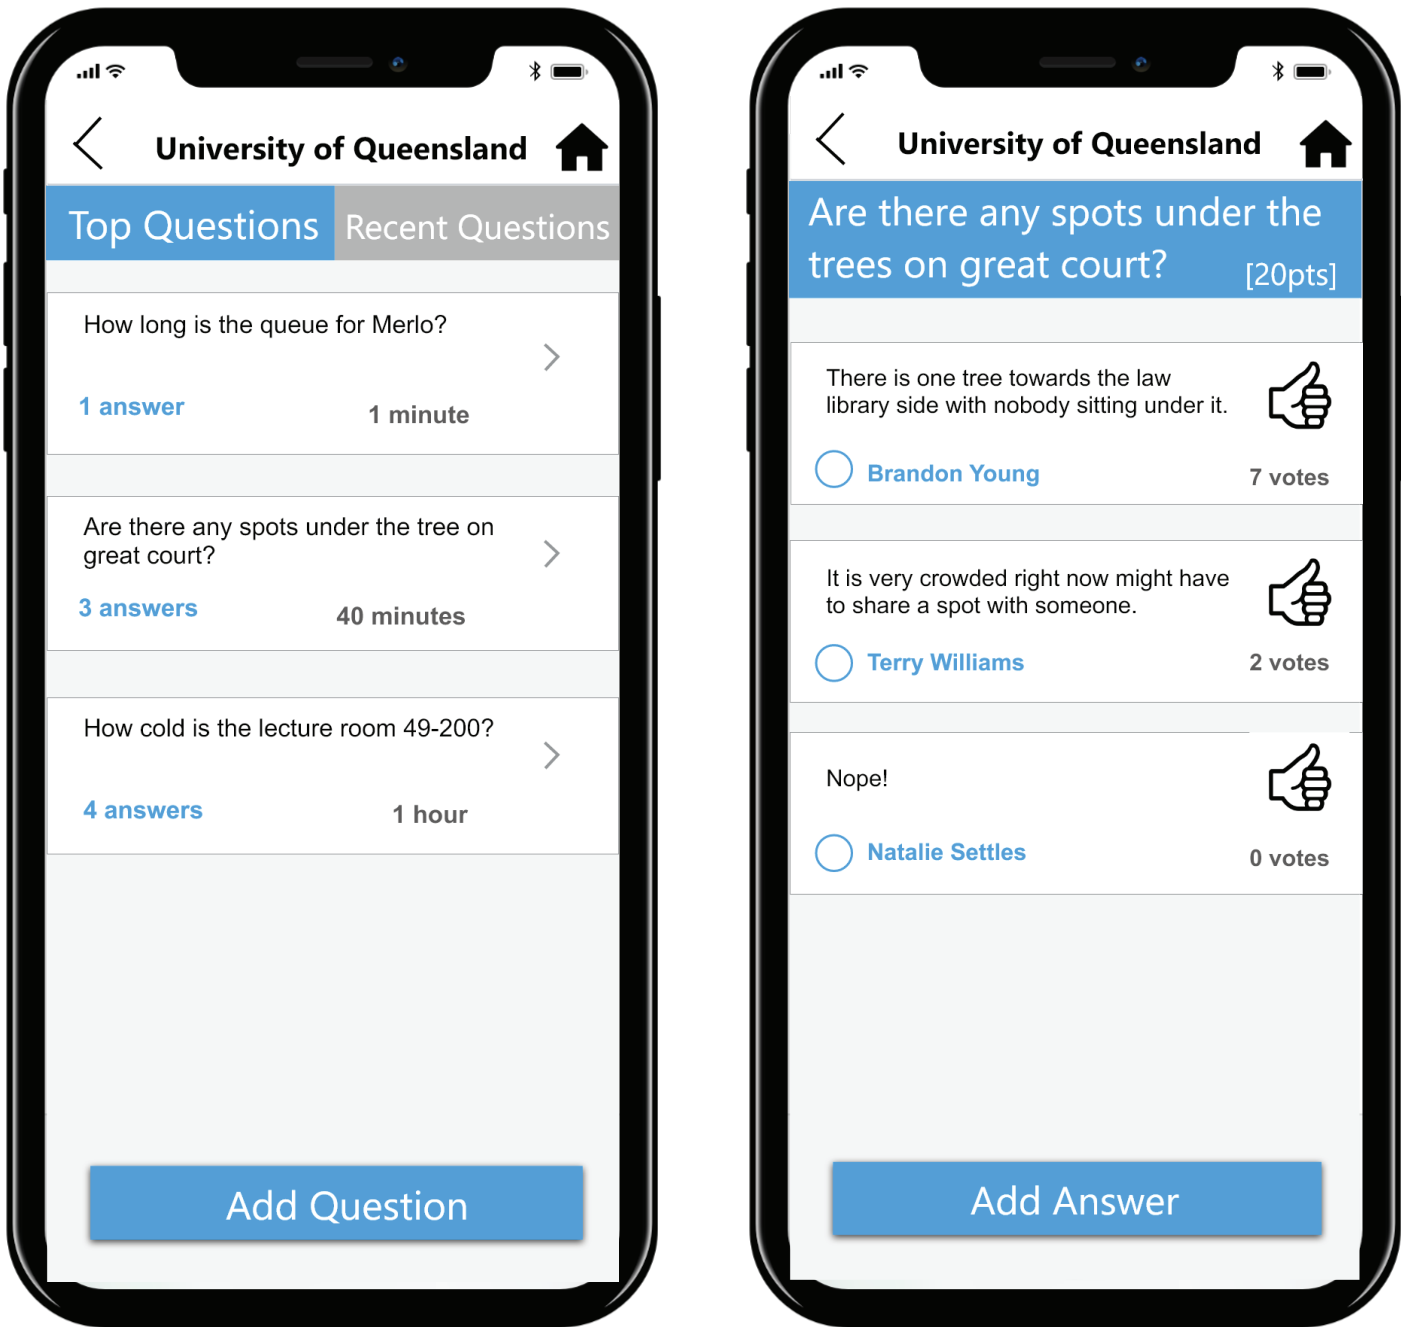 University of Queensland
Top Questions
Recent Questions
How long is the queue for Merlo?
1 answer
1 minute
Are there any spots under the tree on
great court?
3 answers
40 minutes
How cold is the lecture room 49-200?
4 answers
1 hour
Add Question
University of Queensland
Are there any spots under the
trees on great court?
[20pts]
There is one tree towards the law
library side with nobody sitting under it.
Brandon Young
7 votes
It is very crowded right now might have
to share a spot with someone.
Terry Williams
2 votes
Nope!
Natalie Settles
0 votes
Add Answer